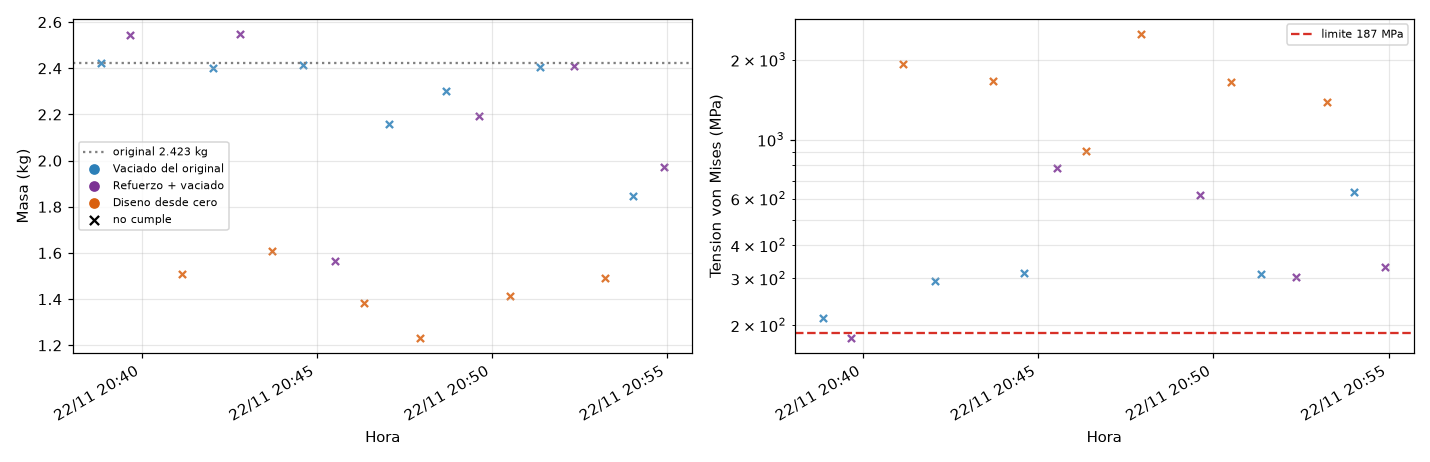 2.6
2.4
2.2
2.0
1.8
1.6
1.4
1.2
Masa (kg)
original 2.423 kg
Vaciado del original
Refuerzo + vaciado
Diseno desde cero
no cumple
22/11 20:40
22/11 20:45
22/11 20:50
22/11 20:55
Hora
limite 187 MPa
2 × 10³
10³
6 × 10²
4 × 10²
3 × 10²
2 × 10²
Tension von Mises (MPa)
22/11 20:40
22/11 20:45
22/11 20:50
22/11 20:55
Hora